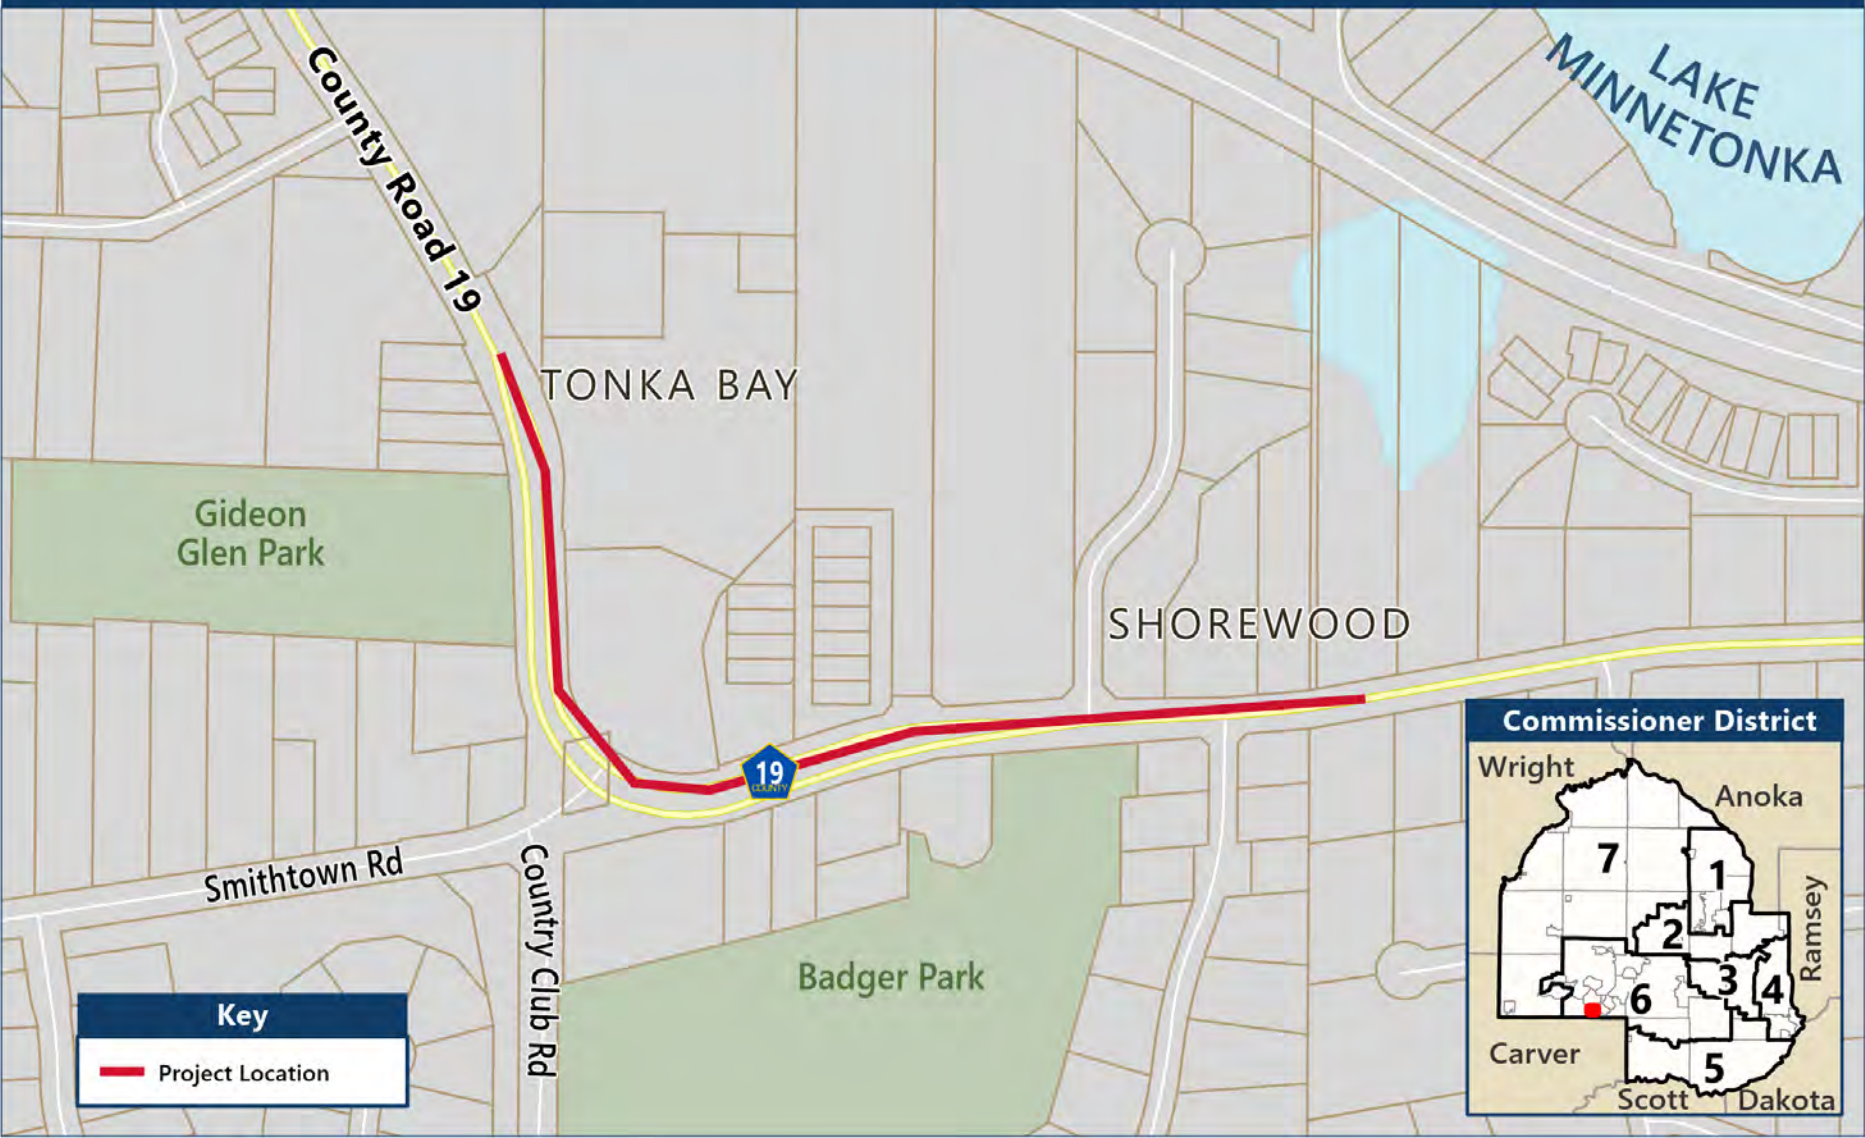 County Road 19
LAKE
MINNETONKA
TONKA BAY
Gideon
Glen Park
SHOREWOOD
19
COUNTY
Smithtown Rd
Country Club Rd
Badger Park
Key
Project Location
Commissioner District
Wright
Anoka
7
1
Ramsey
2
3
4
6
Carver
5
Scott
Dakota